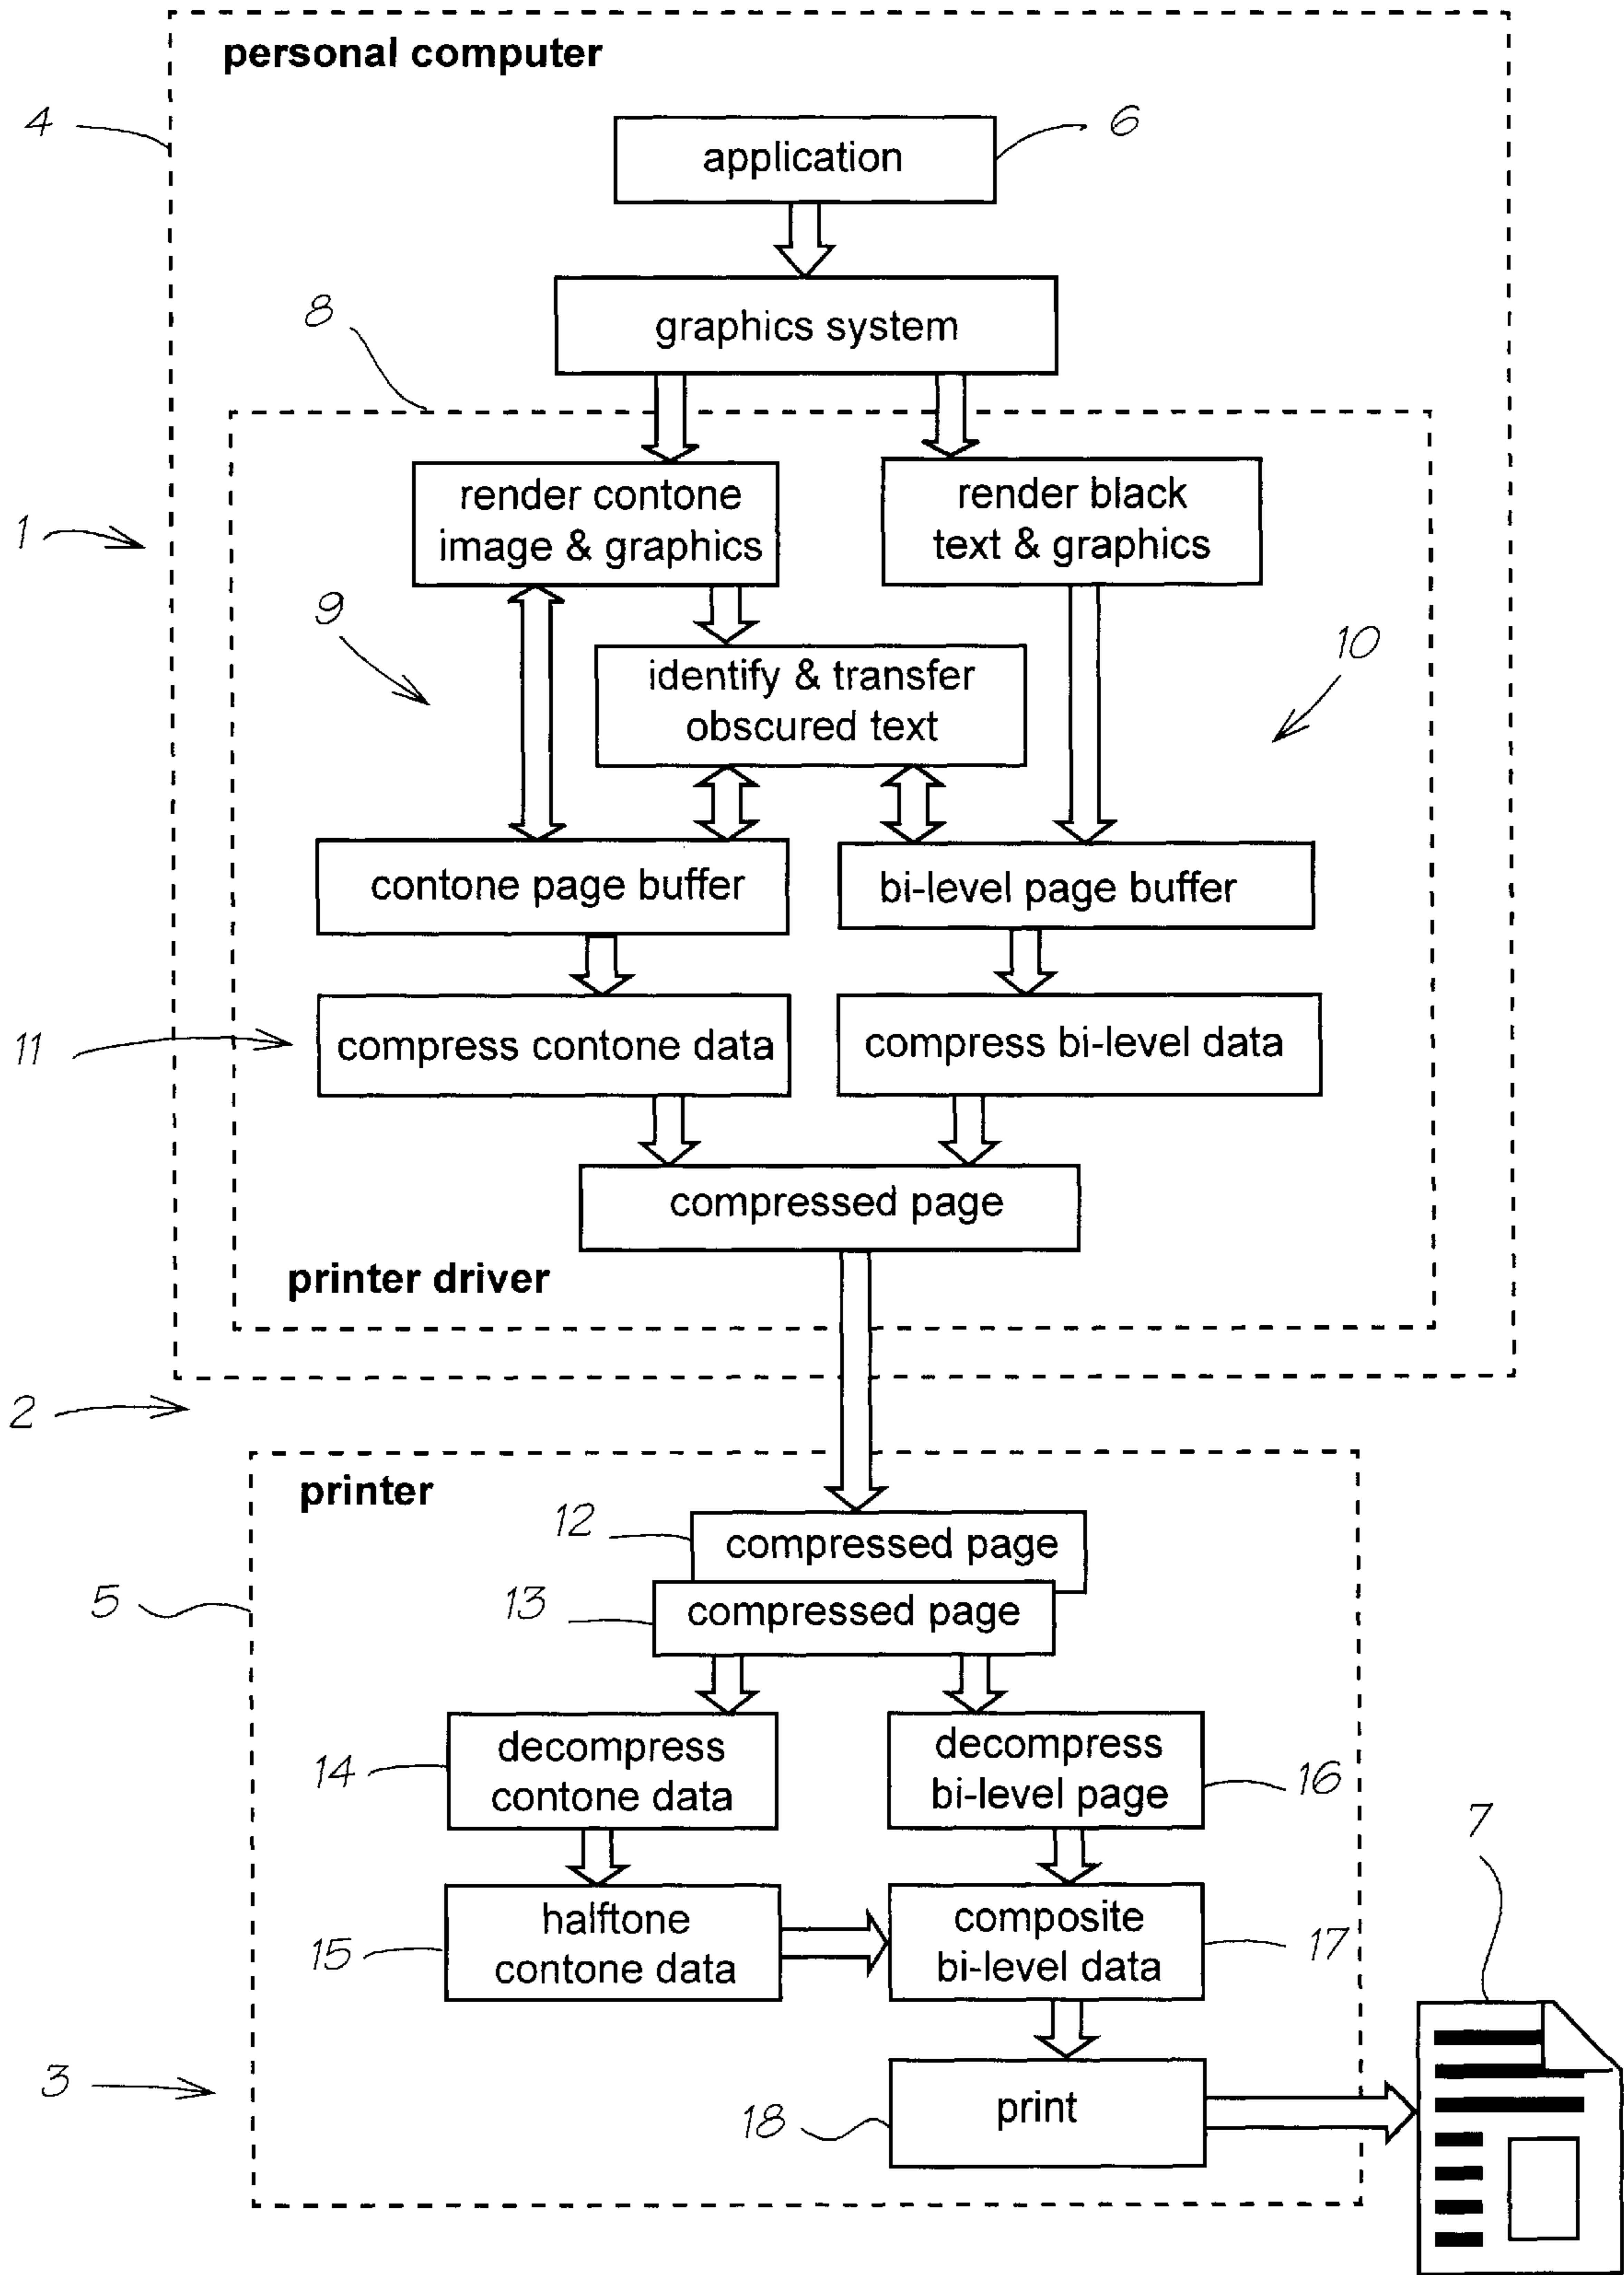 personal computer
4
6
application
8
graphics system
1
render contone
image & graphics
render black
text & graphics
9
10
identify & transfer
obscured text
contone page buffer
bi-level page buffer
11
compress contone data
compress bi-level data
compressed page
printer driver
2
printer
12
compressed page
5
13
compressed page
14
decompress
contone data
decompress
bi-level page
16
7
15
halftone
contone data
composite
bi-level data
17
3
18
print